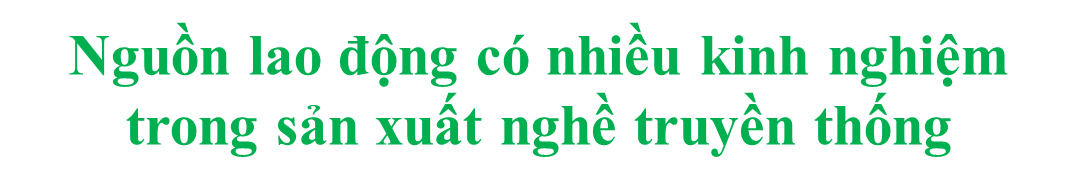 Nguồn lao động có nhiều kinh nghiệm
trong sản xuất nghề truyền thống